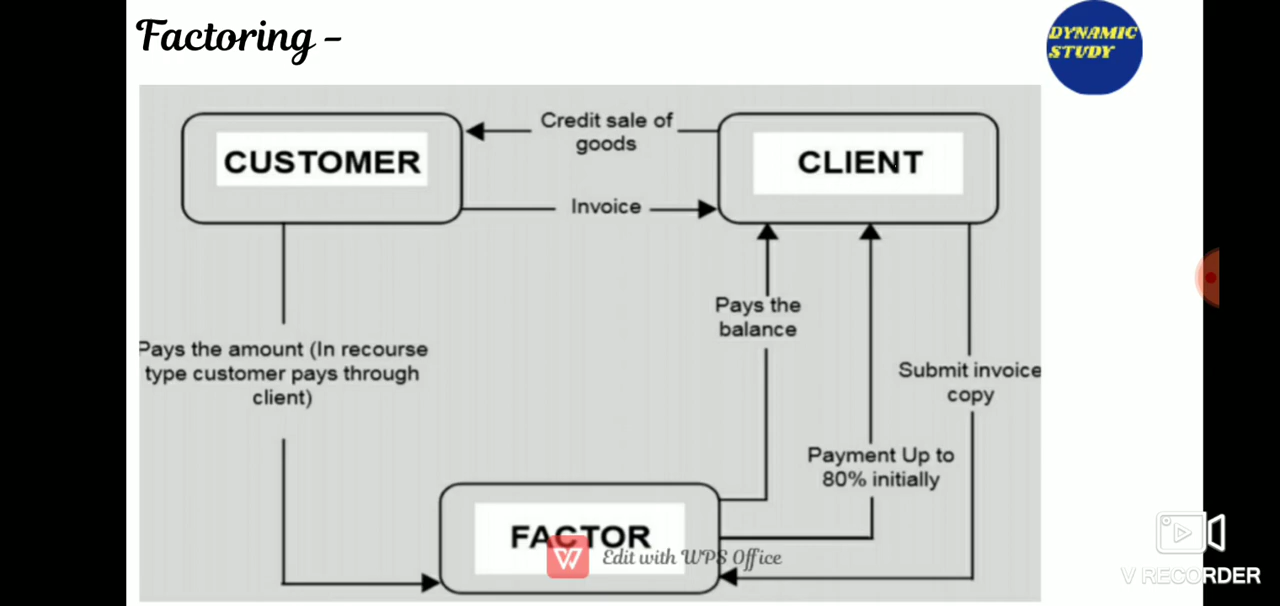 Factoring –
DYNAMIC
STUDY
CUSTOMER
Credit sale of
goods
CLIENT
Invoice
Pays the
balance
Pays the amount (In recourse
type customer pays through
client)
Submit invoice
copy
Payment Up to
80% initially
FACTOR
Edit with WPS Office
V RECORDER